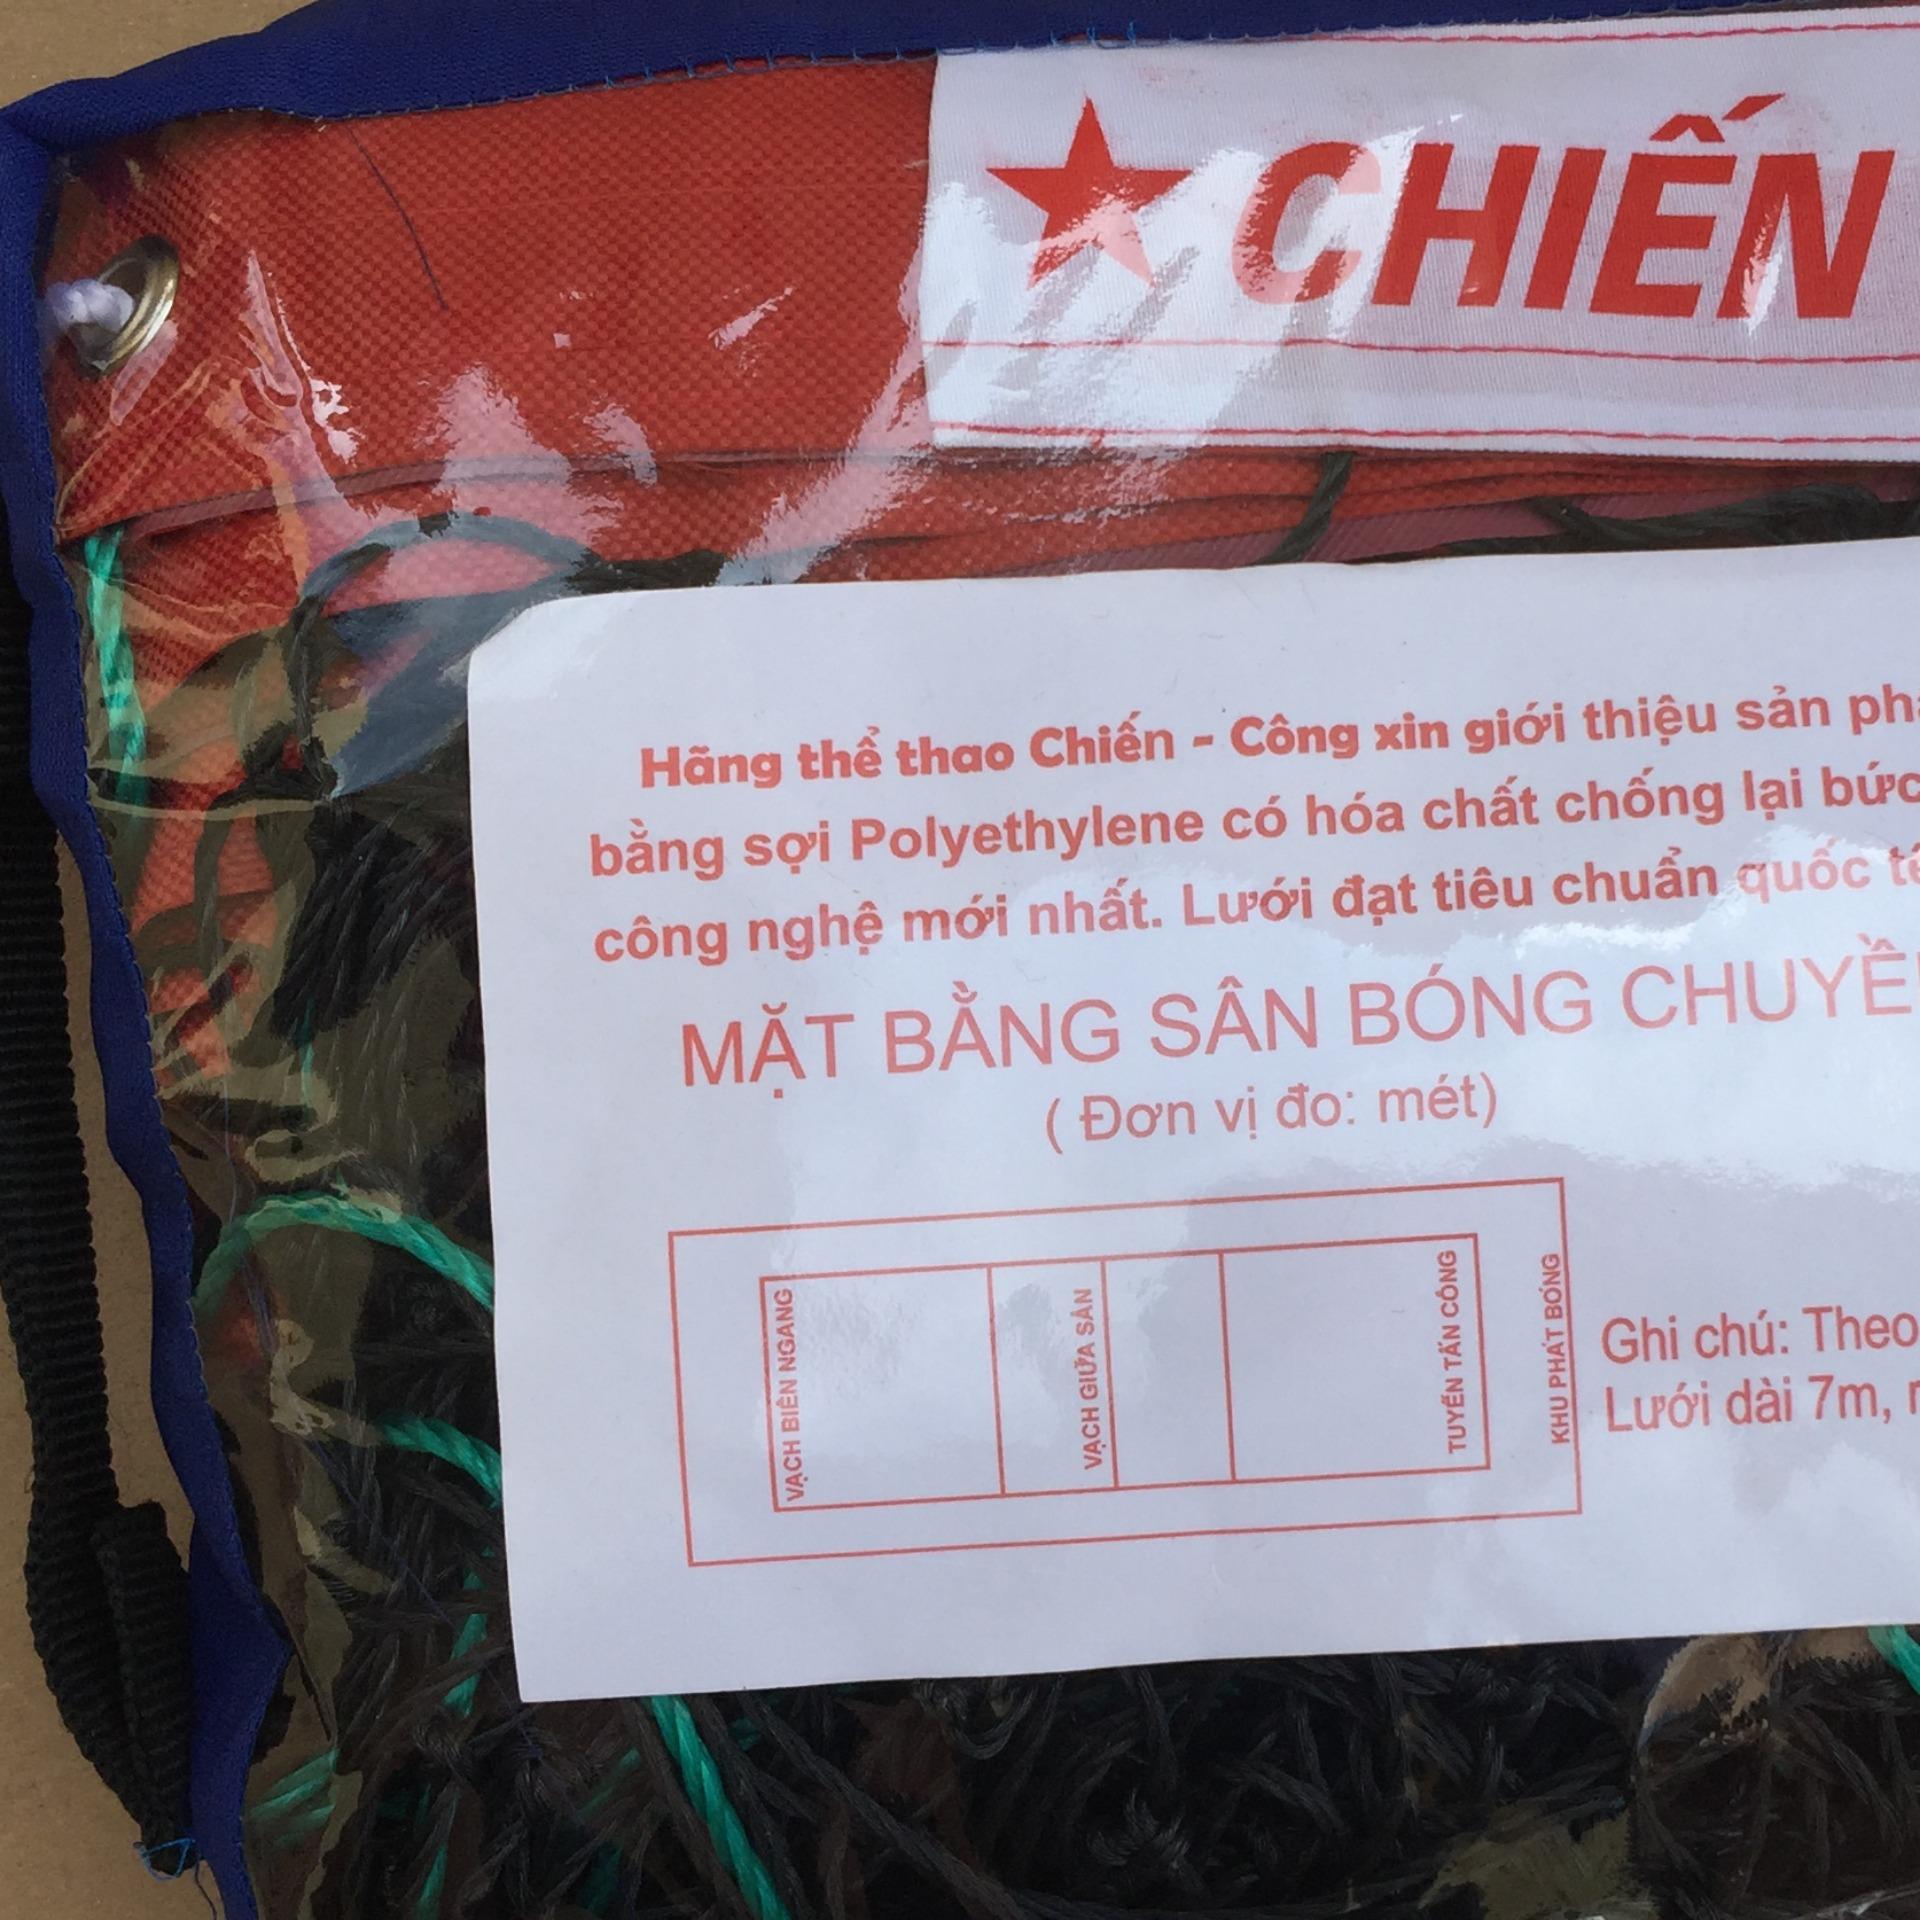 CHIẾN
Hãng thể thao Chiến - Công xin giới thiệu sản
bằng sợi Polyethylene có hóa chất chống lại
công nghệ mới nhất. Lưới đạt tiêu chuẩn quốc
MẶT BẰNG SÂN BÓNG
( Đơn vị đo: mét)
VẠCH BIÊN NGANG
VẠCH GIỮA SÂN
TUYẾN TẤN CÔNG
KHU PHÁT BÓNG
Ghi chú: Theo
Lưới dài 7m,